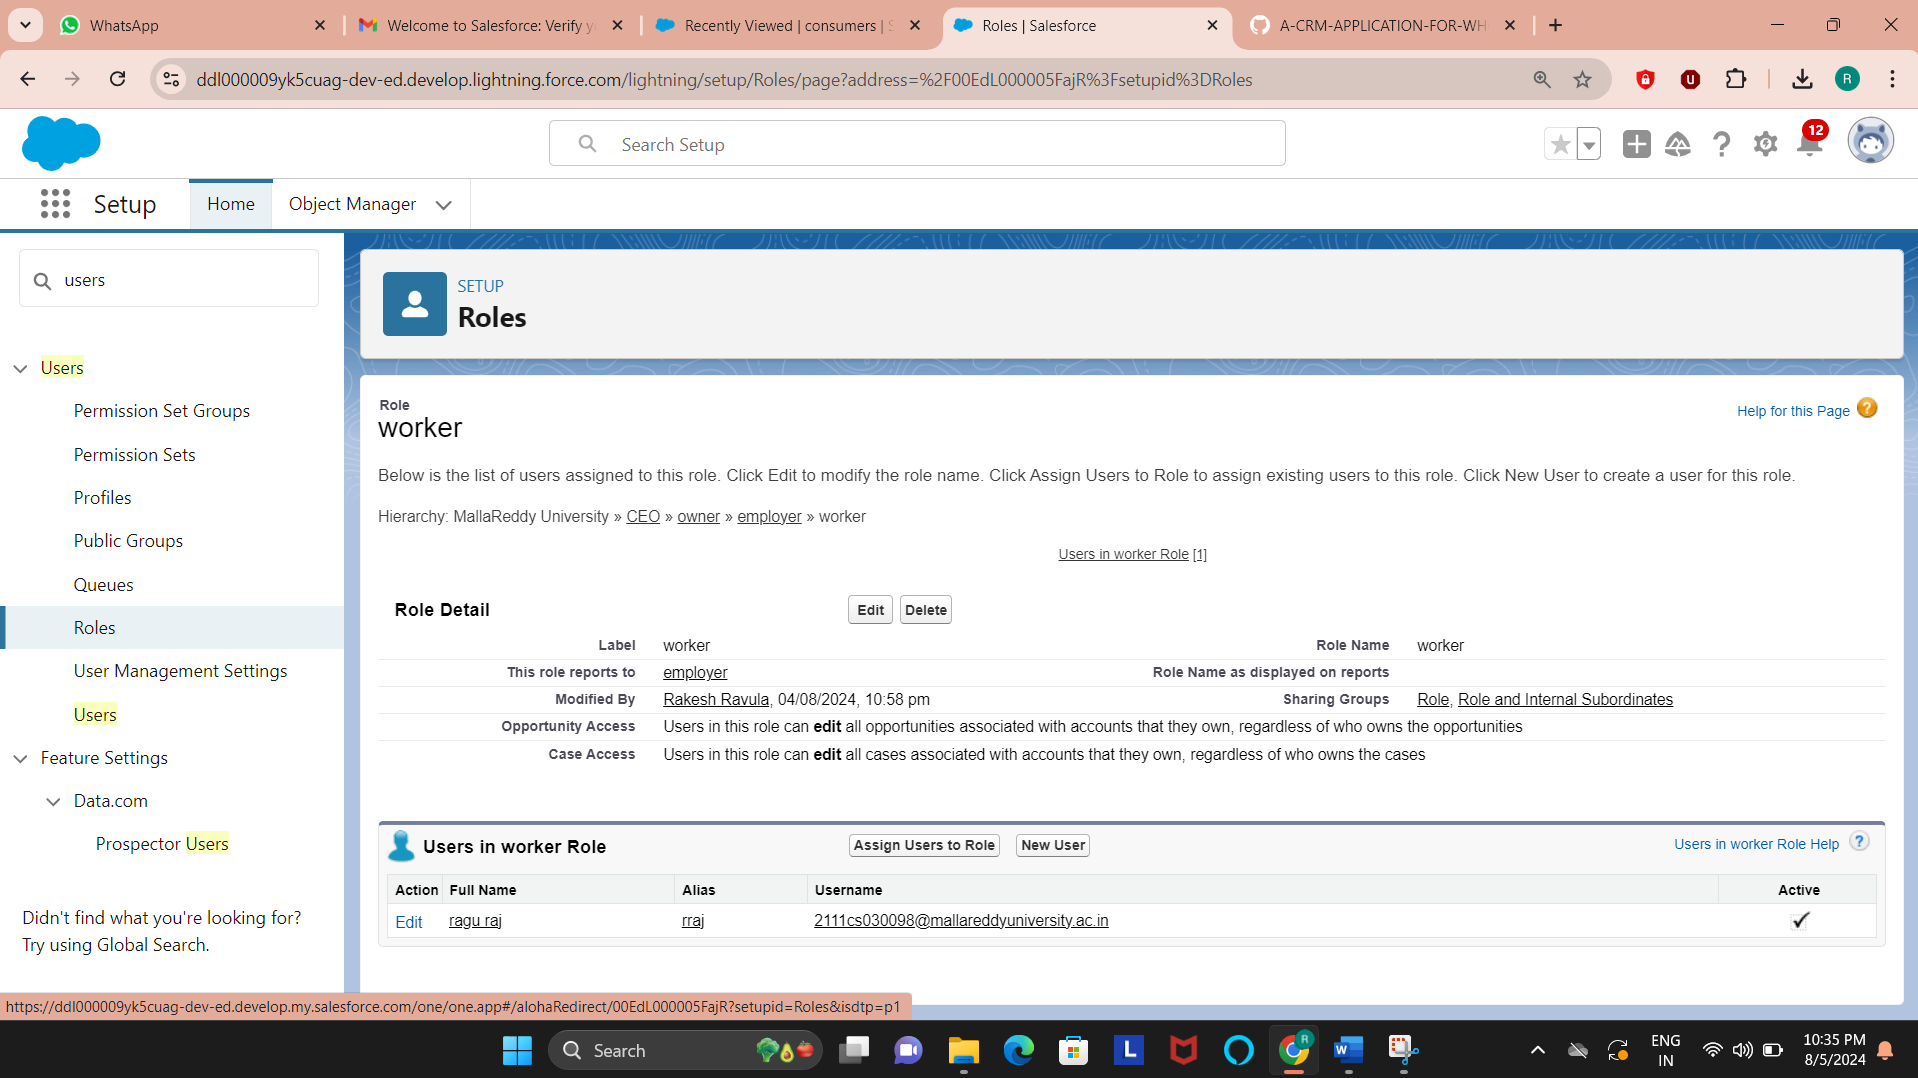 WhatsApp
Welcome to Salesforce: Verify yo
Recently Viewed | consumers | S
Roles | Salesforce
A-CRM-APPLICATION-FOR-WH
ddl000009yk5cuag-dev-ed.develop.lightning.force.com/lightning/setup/Roles/page?address=%2F00EdL000005FajR%3Fsetupid%3DRoles
R
Search Setup
12
Setup
Home
Object Manager
users
Users
Permission Set Groups
Permission Sets
Profiles
Public Groups
Queues
Roles
User Management Settings
Users
Feature Settings
Data.com
Prospector Users
Didn't find what you're looking for?
Try using Global Search.
SETUP
Roles
Role
worker
Help for this Page ?
Below is the list of users assigned to this role. Click Edit to modify the role name. Click Assign Users to Role to assign existing users to this role. Click New User to create a user for this role.
Hierarchy: MallaReddy University » CEO » owner » employer » worker
Users in worker Role [1]
Role Detail
Edit
Delete
Label worker Role Name worker
This role reports to employer Role Name as displayed on reports
Modified By Rakesh Ravula, 04/08/2024, 10:58 pm Sharing Groups Role, Role and Internal Subordinates
Opportunity Access Users in this role can edit all opportunities associated with accounts that they own, regardless of who owns the opportunities
Case Access Users in this role can edit all cases associated with accounts that they own, regardless of who owns the cases
Users in worker Role
Assign Users to Role
New User
Users in worker Role Help ?
Action Full Name Alias Username Active
Edit ragu raj rraj 2111cs030098@mallareddyuniversity.ac.in
https://ddl000009yk5cuag-dev-ed.develop.my.salesforce.com/one/one.app#/alohaRedirect/00EdL000005FajR?setupid=Roles&isdtp=p1
Search
L
R
W
ENG
IN
10:35 PM
8/5/2024